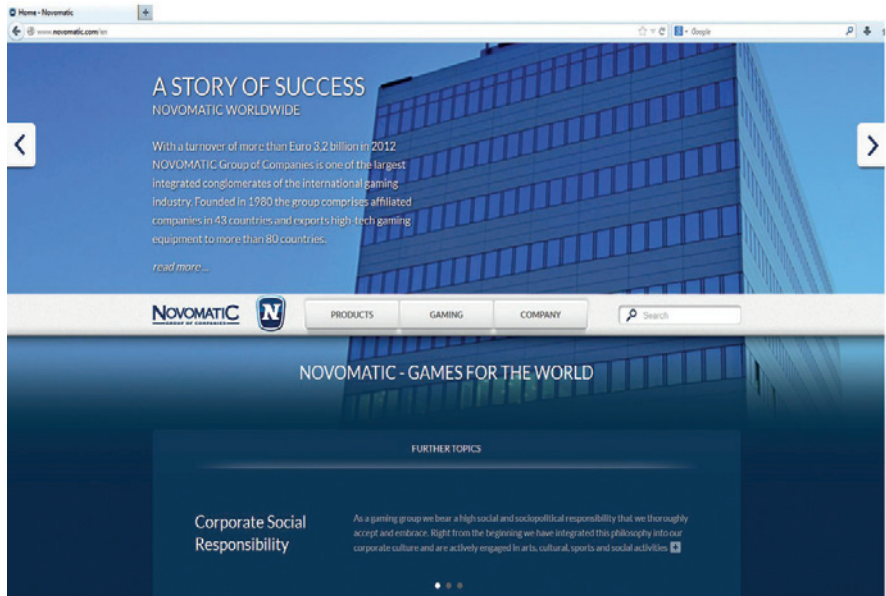 Home - Novomatic
www.novomatic.com/en
Google
A STORY OF SUCCESS
NOVOMATIC WORLDWIDE
With a turnover of more than Euro 3,2 billion in 2012
NOVOMATIC Group of Companies is one of the largest
integrated conglomerates of the international gaming
industry. Founded in 1980 the group comprises affiliated
companies in 43 countries and exports high-tech gaming
equipment to more than 80 countries.
read more ...
NOVOMATIC
GROUP OF COMPANIES
N
PRODUCTS
GAMING
COMPANY
Search
NOVOMATIC - GAMES FOR THE WORLD
FURTHER TOPICS
Corporate Social
Responsibility
As a gaming group we bear a high social and sociopolitical responsibility that we thoroughly
accept and embrace. Right from the beginning we have integrated this philosophy into our
corporate culture and are actively engaged in arts, cultural, sports and social activities